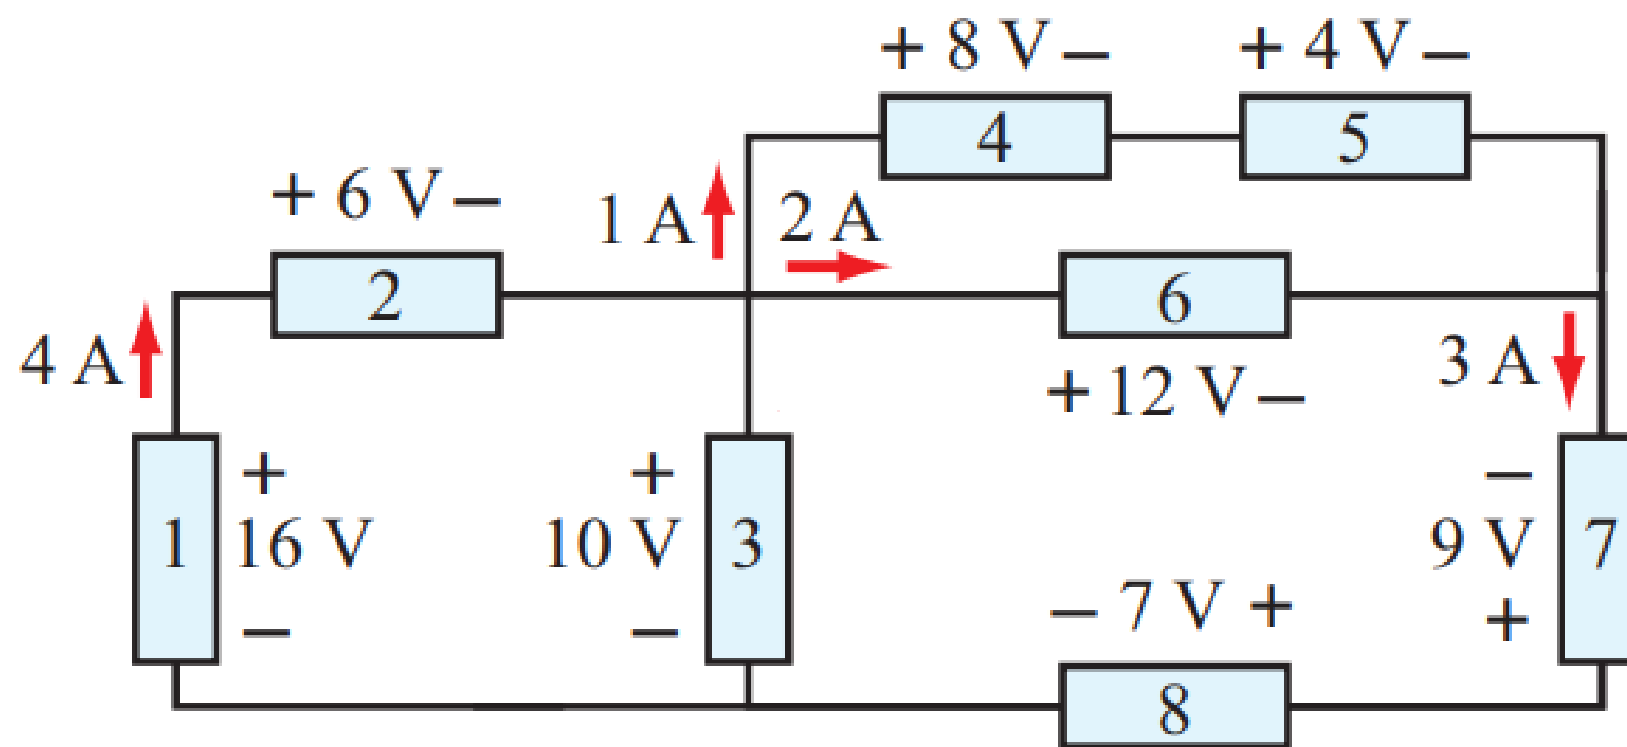 + 8 V –
+ 4 V –
4
5
+ 6 V –
1 A
2 A
2
6
4 A
3 A
+ 12 V –
+
+
–
1
16 V
10 V
3
9 V
7
–
–
– 7 V +
+
8